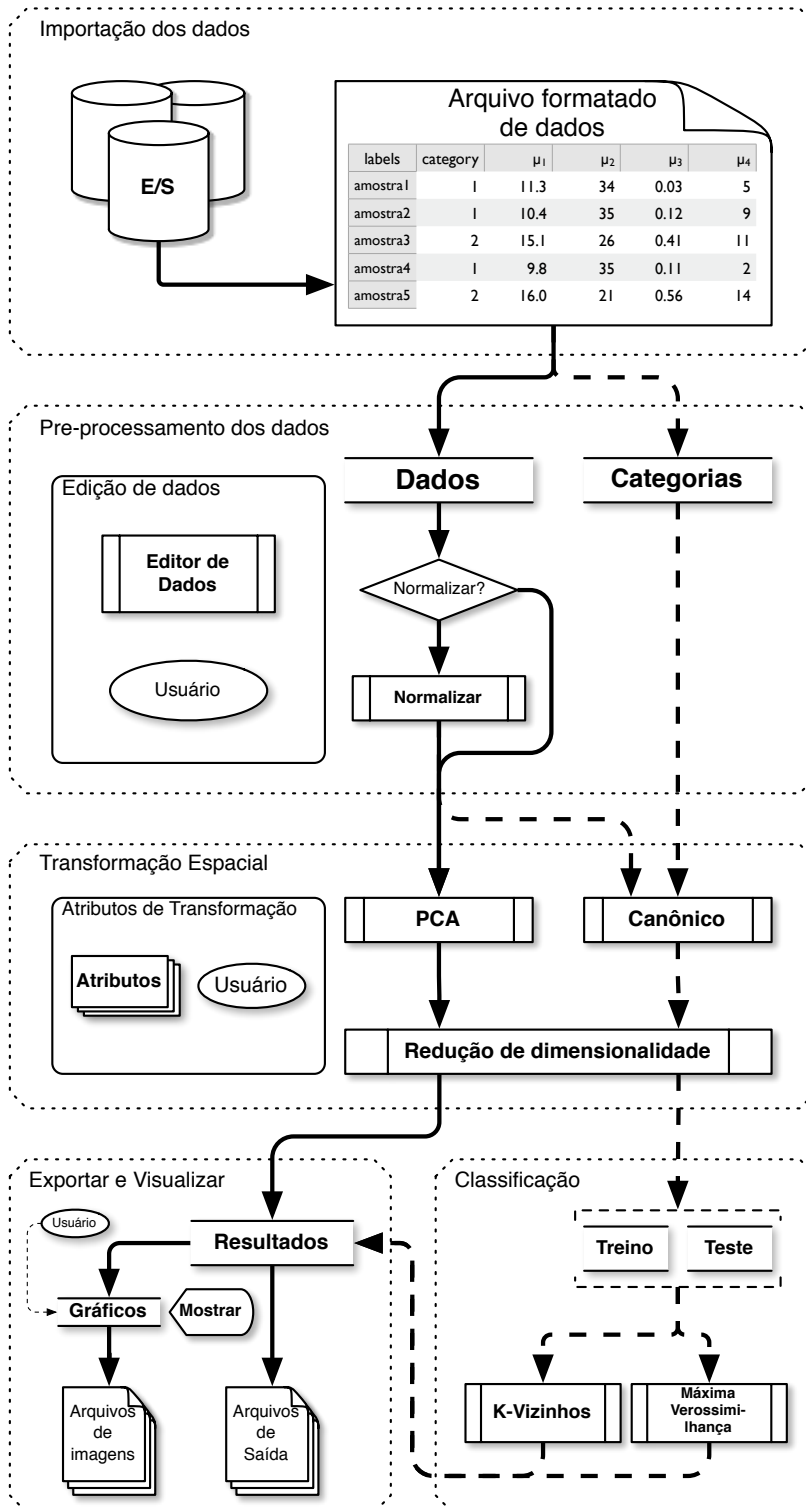 Importação dos dados
E/S
Arquivo formatado
de dados
labels category μ1 μ2 μ3 μ4
amostra1 1 11.3 34 0.03 5
amostra2 1 10.4 35 0.12 9
amostra3 2 15.1 26 0.41 11
amostra4 1 9.8 35 0.11 2
amostra5 2 16.0 21 0.56 14
Pre-processamento dos dados
Edição de dados
Editor de
Dados
Usuário
Dados
Categorias
Normalizar?
Normalizar
Transformação Espacial
Atributos de Transformação
Atributos
Usuário
PCA
Canônico
Redução de dimensionalidade
Exportar e Visualizar
Usuário
Resultados
Gráficos
Mostrar
Arquivos
de
imagens
Arquivos
de
Saída
Classificação
Treino
Teste
K-Vizinhos
Máxima
Verossimi-
lhança